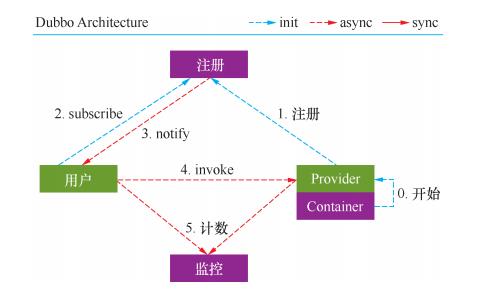 Dubbo Architecture
init
async
sync
注册
2. subscribe
1. 注册
3. notify
用户
4. invoke
Provider
Container
0. 开始
5. 计数
监控